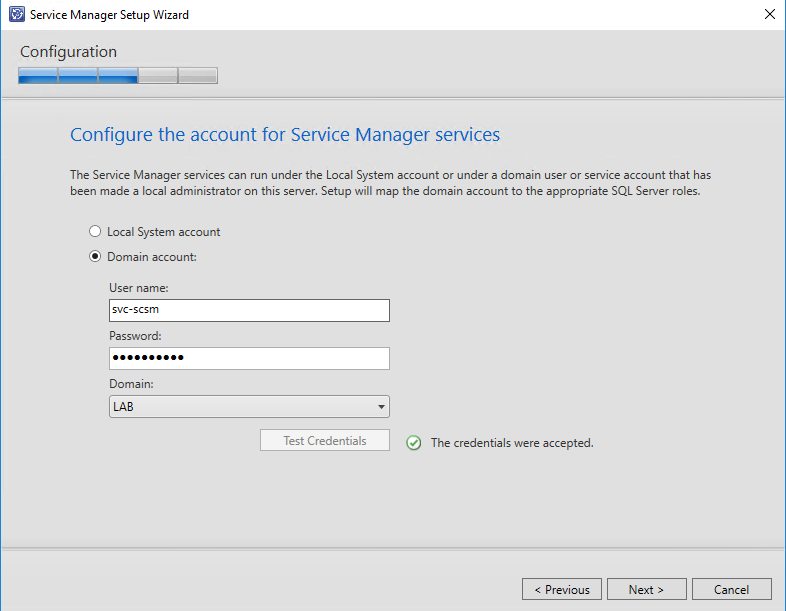 Service Manager Setup Wizard
Configuration
Configure the account for Service Manager services
The Service Manager services can run under the Local System account or under a domain user or service account that has
been made a local administrator on this server. Setup will map the domain account to the appropriate SQL Server roles.
Local System account
Domain account:
User name:
svc-scsm
Password:
●●●●●●●●●●
Domain:
LAB
Test Credentials
The credentials were accepted.
< Previous
Next >
Cancel